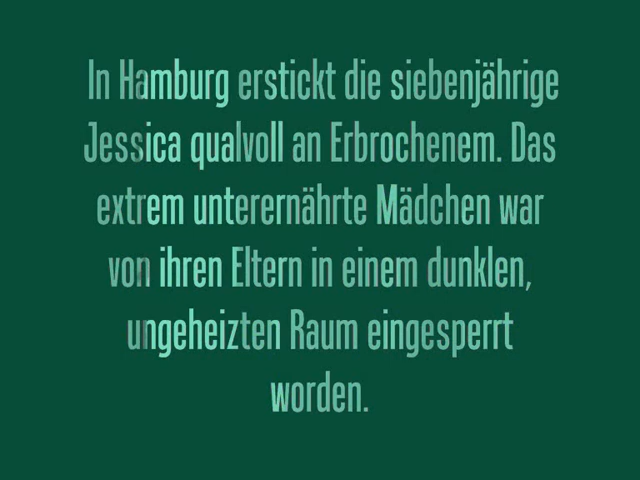 In Hamburg erstickt die siebenjährige
Jessica qualvoll an Erbrochenem. Das
extrem unterernährte Mädchen war
von ihren Eltern in einem dunklen,
ungeheizten Raum eingesperrt
worden.